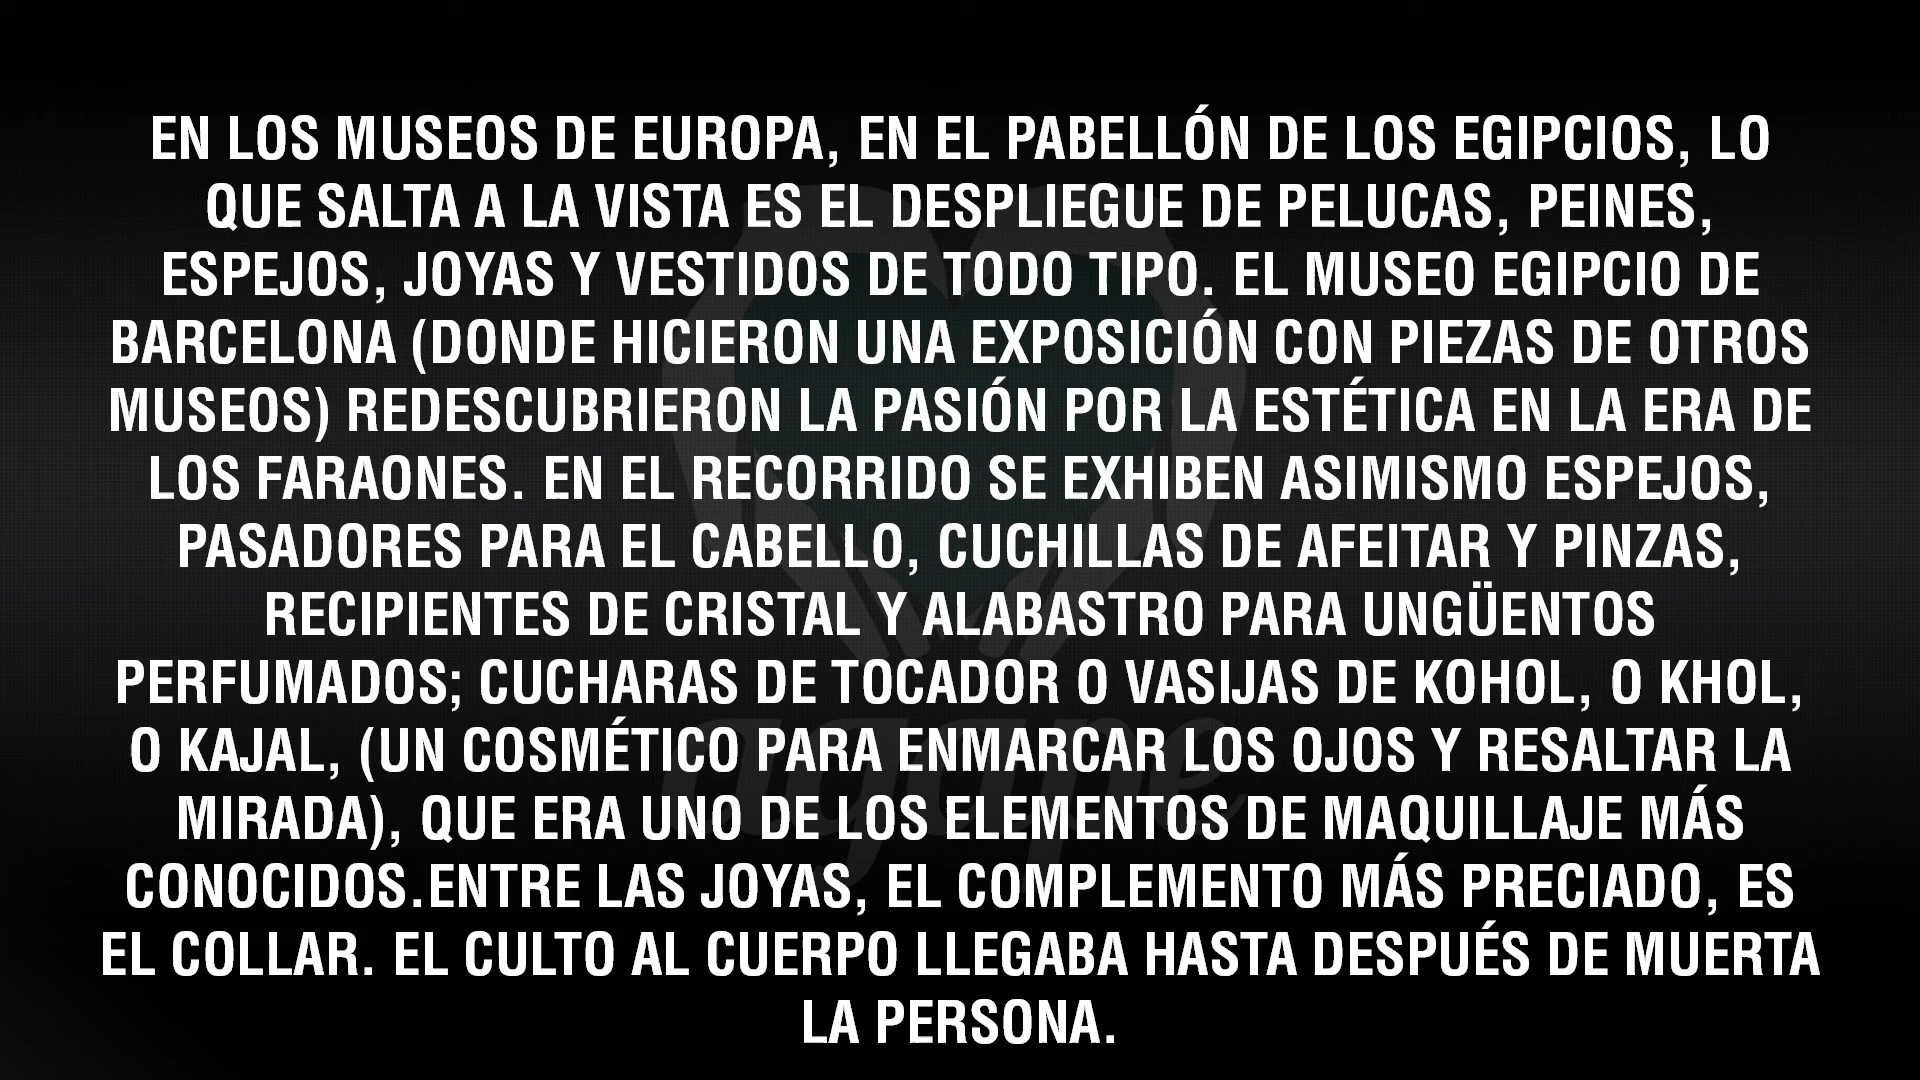 EN LOS MUSEOS DE EUROPA, EN EL PABELLÓN DE LOS EGIPCIOS, LO
QUE SALTA A LA VISTA ES EL DESPLIEGUE DE PELUCAS, PEINES,
ESPEJOS, JOYAS Y VESTIDOS DE TODO TIPO. EL MUSEO EGIPCIO DE
BARCELONA (DONDE HICIERON UNA EXPOSICIÓN CON PIEZAS DE OTROS
MUSEOS) REDESCUBRIERON LA PASIÓN POR LA ESTÉTICA EN LA ERA DE
LOS FARAONES. EN EL RECORRIDO SE EXHIBEN ASIMISMO ESPEJOS,
PASADORES PARA EL CABELLO, CUCHILLAS DE AFEITAR Y PINZAS,
RECIPIENTES DE CRISTAL Y ALABASTRO PARA UNGÜENTOS
PERFUMADOS; CUCHARAS DE TOCADOR O VASIJAS DE KOHOL, O KHOL,
O KAJAL, (UN COSMÉTICO PARA ENMARCAR LOS OJOS Y RESALTAR LA
MIRADA), QUE ERA UNO DE LOS ELEMENTOS DE MAQUILLAJE MÁS
CONOCIDOS.ENTRE LAS JOYAS, EL COMPLEMENTO MÁS PRECIADO, ES
EL COLLAR. EL CULTO AL CUERPO LLEGABA HASTA DESPUÉS DE MUERTA
LA PERSONA.
agape